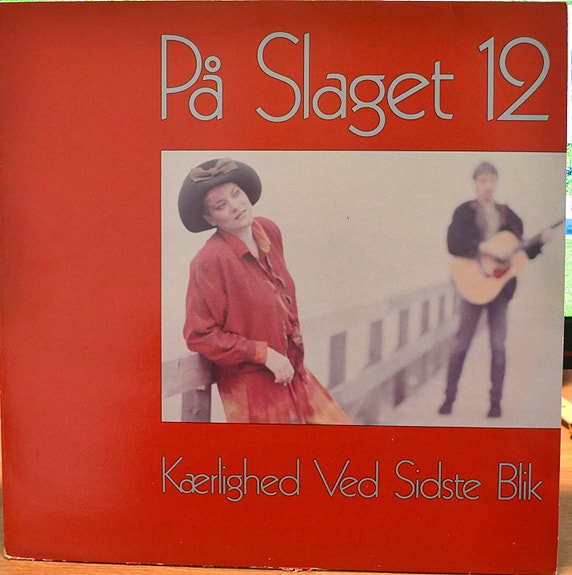 På Slaget 12
Kærlighed Ved Sidste Blik